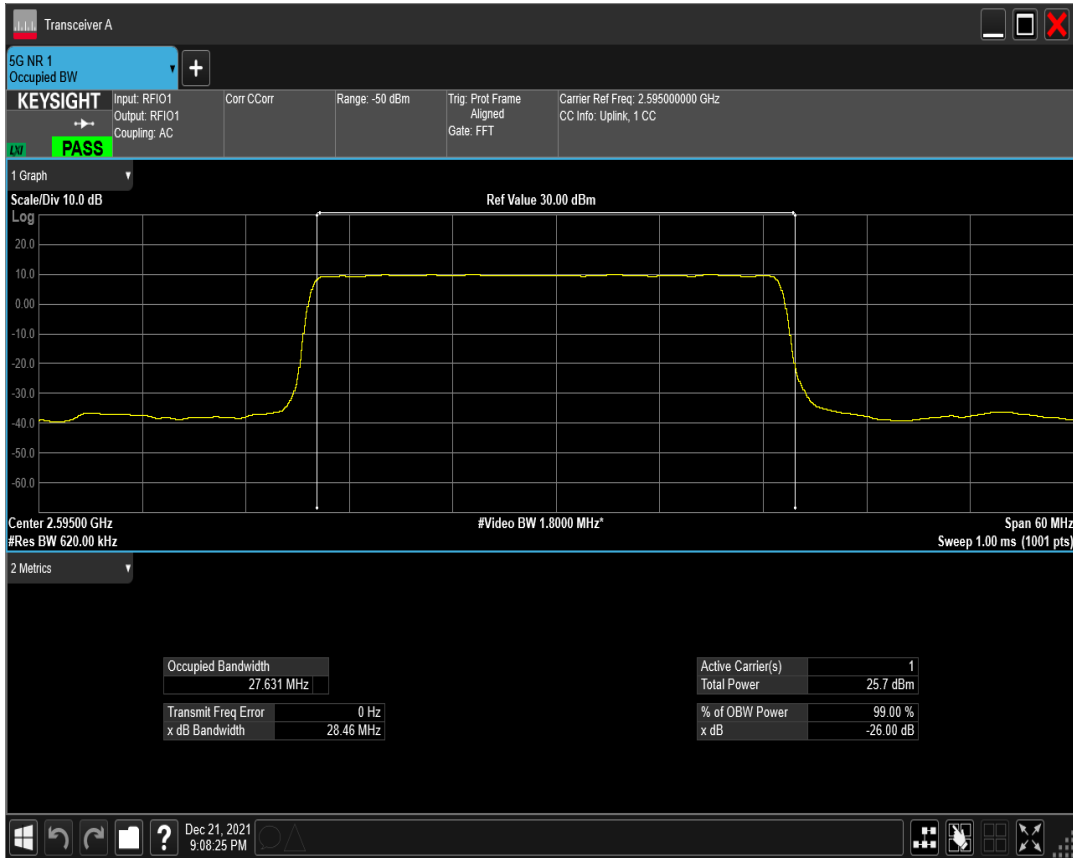 Transceiver A
5G NR 1
Occupied BW
KEYSIGHT
LXI
PASS
Input: RFIO1
Output: RFIO1
Coupling: AC
Corr CCorr
Range: -50 dBm
Trig: Prot Frame
Aligned
Gate: FFT
Carrier Ref Freq: 2.595000000 GHz
CC Info: Uplink, 1 CC
1 Graph
Scale/Div 10.0 dB
Ref Value 30.00 dBm
Log
20.0
10.0
0.00
-10.0
-20.0
-30.0
-40.0
-50.0
-60.0
Center 2.59500 GHz
#Video BW 1.8000 MHz*
Span 60 MHz
#Res BW 620.00 kHz
Sweep 1.00 ms (1001 pts)
2 Metrics
Occupied Bandwidth
27.631 MHz
Transmit Freq Error 0 Hz
x dB Bandwidth 28.46 MHz
Active Carrier(s) 1
Total Power 25.7 dBm
% of OBW Power 99.00 %
x dB -26.00 dB
?
Dec 21, 2021
9:08:25 PM